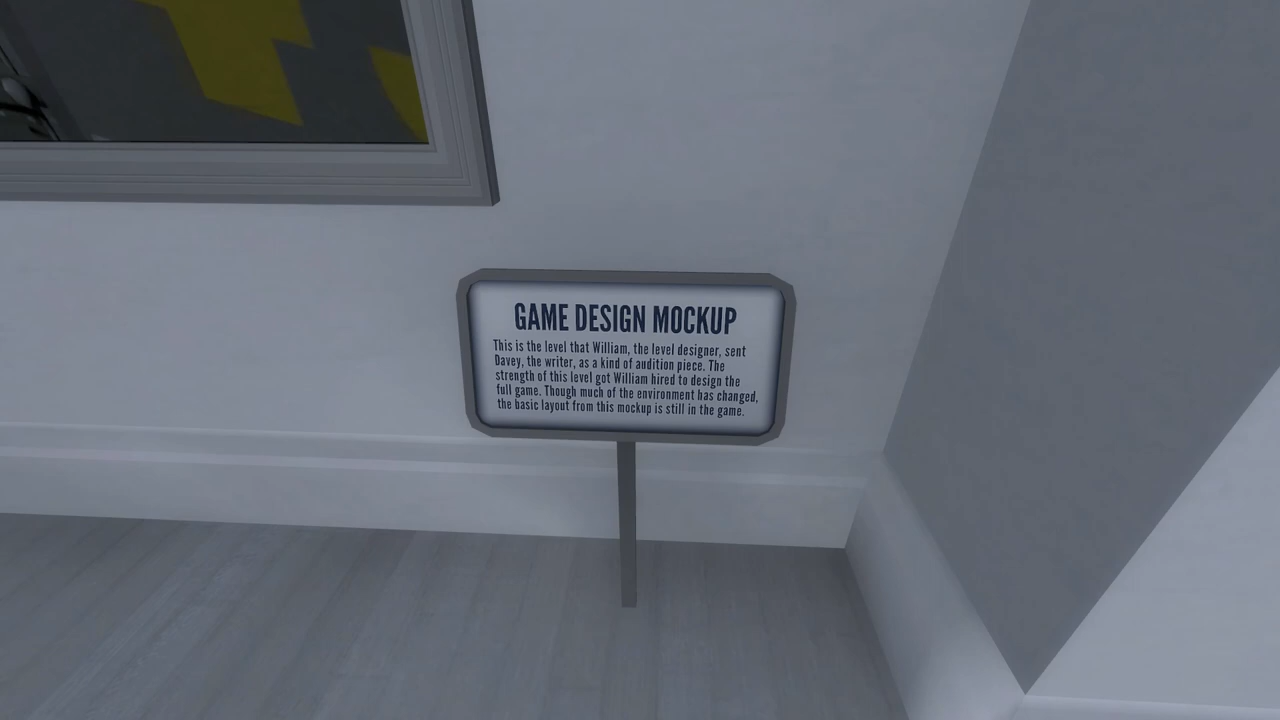 GAME DESIGN MOCKUP
This is the level that William, the level designer, sent
Davey, the writer, as a kind of audition piece. The
strength of this level got William hired to design the
full game. Though much of the environment has changed,
the basic layout from this mockup is still in the game.